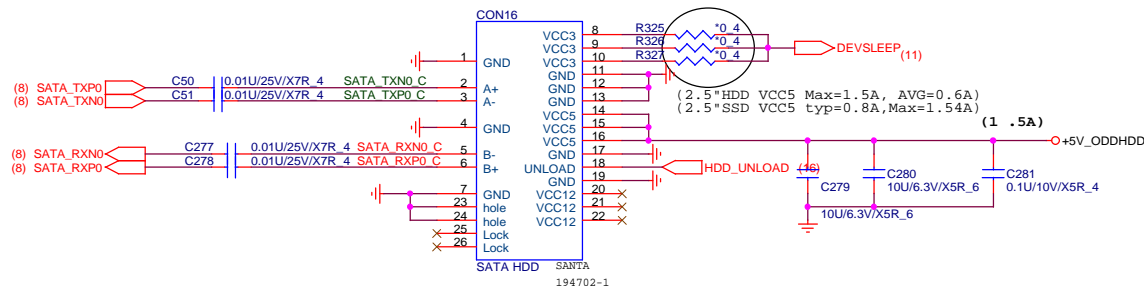 CON16
R325 *0_4
R326 *0_4
R327 *0_4
DEVSLEEP (11)
1 GND
2 A+
3 A-
4 GND
5 B-
6 B+
7 GND
23 hole
24 hole
25 Lock
26 Lock
VCC3 8
VCC3 9
VCC3 10
GND 11
GND 12
GND 13
VCC5 14
VCC5 15
VCC5 16
GND 17
UNLOAD 18
GND 19
VCC12 20
VCC12 21
VCC12 22
(8) SATA_TXP0 C50 0.01U/25V/X7R_4 SATA_TXN0_C
(8) SATA_TXN0 C51 0.01U/25V/X7R_4 SATA_TXP0_C
(8) SATA_RXN0 C277 0.01U/25V/X7R_4 SATA_RXN0_C
(8) SATA_RXP0 C278 0.01U/25V/X7R_4 SATA_RXP0_C
(2.5"HDD VCC5 Max=1.5A, AVG=0.6A)
(2.5"SSD VCC5 typ=0.8A,Max=1.54A)
(1 .5A)
+5V_ODDHDD
HDD_UNLOAD (16)
C279
10U/6.3V/X5R_6
C280
10U/6.3V/X5R_6
C281
0.1U/10V/X5R_4
SATA HDD
SANTA
194702-1